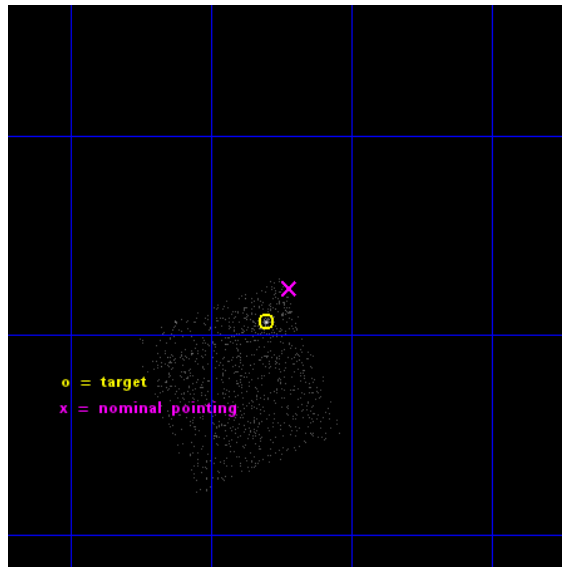 o = target
x = nominal pointing